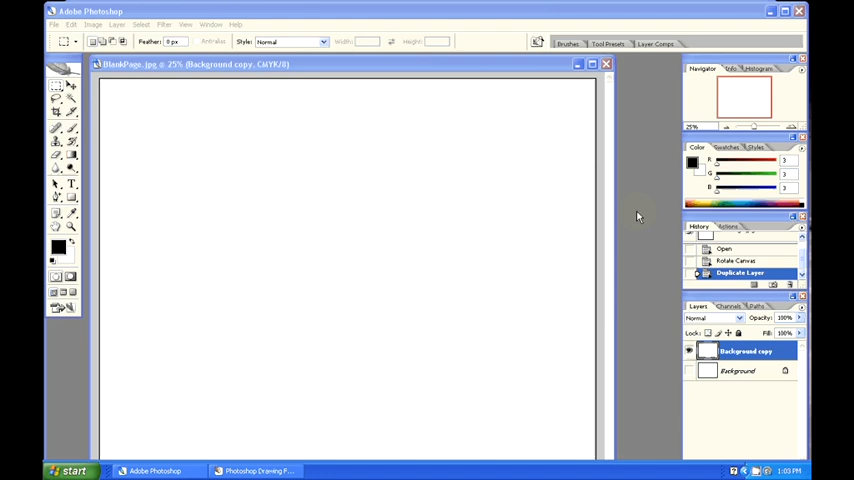 Adobe Photoshop
File Edit Image Layer Select Filter View Window Help
Feather: 0 px Style: Normal Width: Height: Brushes Tool Presets Layer Comps
BlankPage.jpg @ 25% (Background copy, CMYK/8)
Navigator Info Histogram
25%
Color Swatches Styles
R 3
G 3
B 3
History Actions
Open
Rotate Canvas
Duplicate Layer
Layers Channels Paths
Normal Opacity: 100%
Lock: Fill: 100%
Background copy
Background
start Adobe Photoshop Photoshop Drawing P... 1:03 PM